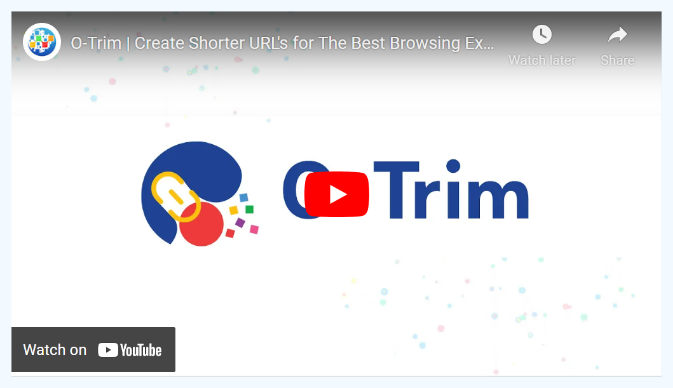 O-Trim | Create Shorter URL's for The Best Browsing Ex...
Watch later
Share
O-Trim
Watch on YouTube